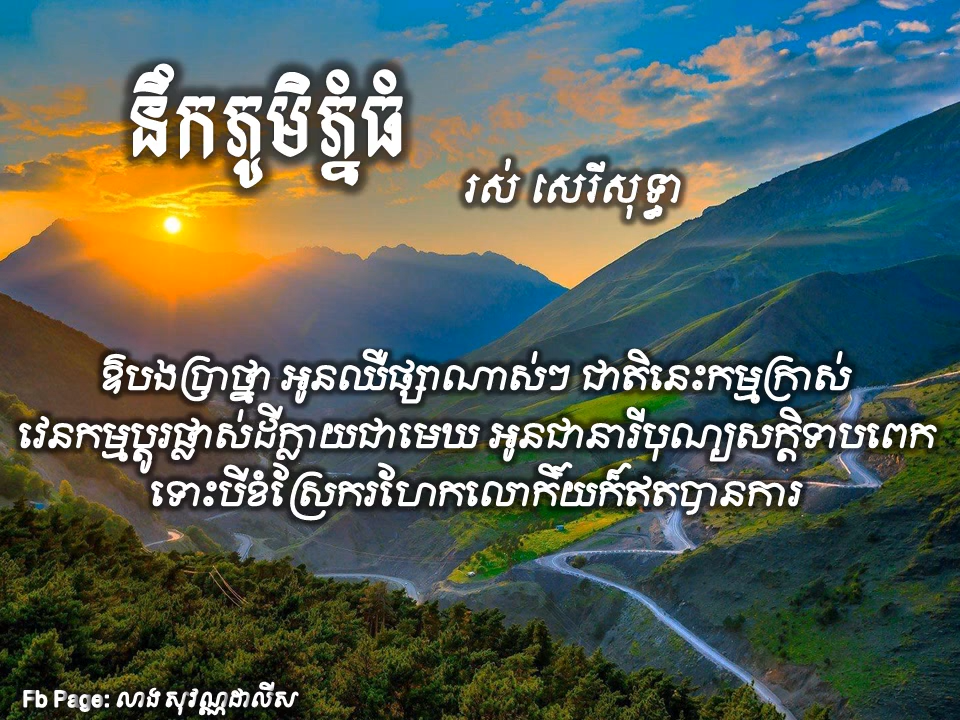 នឹកភូមិភ្នំធំ
រស់ សេរីសុទ្ធា
ឱបងប្រាថ្នា អូនឈឺផ្សាណាស់ៗ ជាតិនេះកម្មក្រាស់
វេនកម្មប្តូរផ្លាស់ដីក្លាយជាមេឃ អូនជានារីបុណ្យសក្តិទាបពេក
ទោះបីខំស្រែករហែកលោកិ៍យក៏ឥតបានការ
Fb Page: លាង សុវណ្ណដាលីស